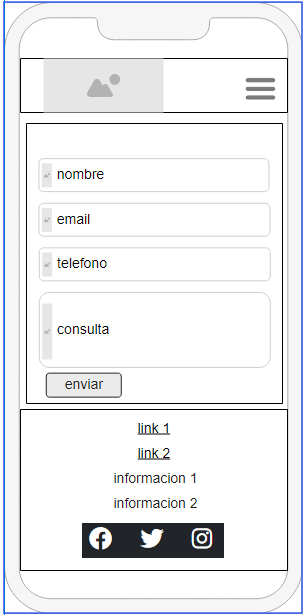 nombre
email
telefono
consulta
enviar
link 1
link 2
informacion 1
informacion 2